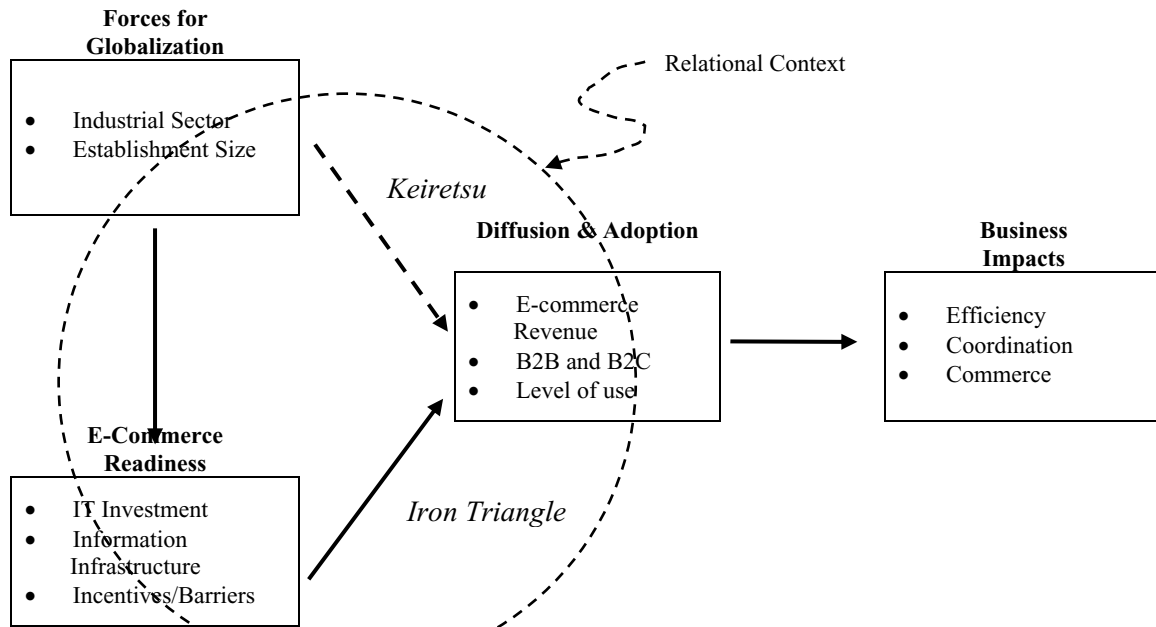 Forces for
Globalization
• Industrial Sector
• Establishment Size
Relational Context
Keiretsu
Diffusion & Adoption
• E-commerce
Revenue
• B2B and B2C
• Level of use
Business
Impacts
• Efficiency
• Coordination
• Commerce
E-Commerce
Readiness
• IT Investment
• Information
Infrastructure
• Incentives/Barriers
Iron Triangle